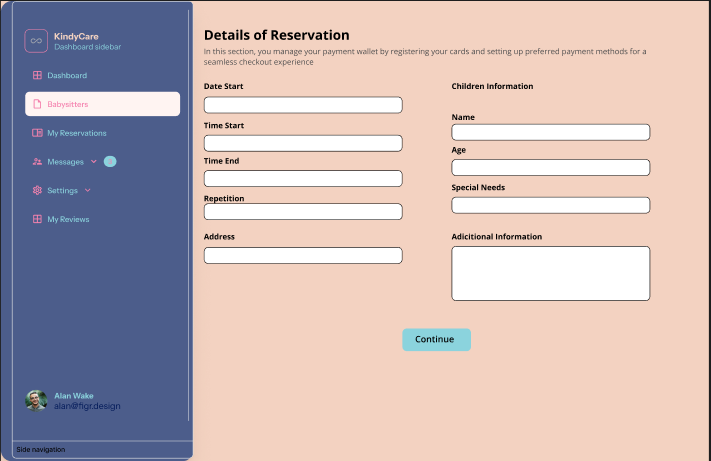 KindyCare
Dashboard sidebar
Dashboard
Babysitters
My Reservations
Messages
Settings
My Reviews
Alan Wake
alan@figr.design
Side navigation
Details of Reservation
In this section, you manage your payment wallet by registering your cards and setting up preferred payment methods for a
seamless checkout experience
Date Start
Time Start
Time End
Repetition
Address
Children Information
Name
Age
Special Needs
Adicitional Information
Continue